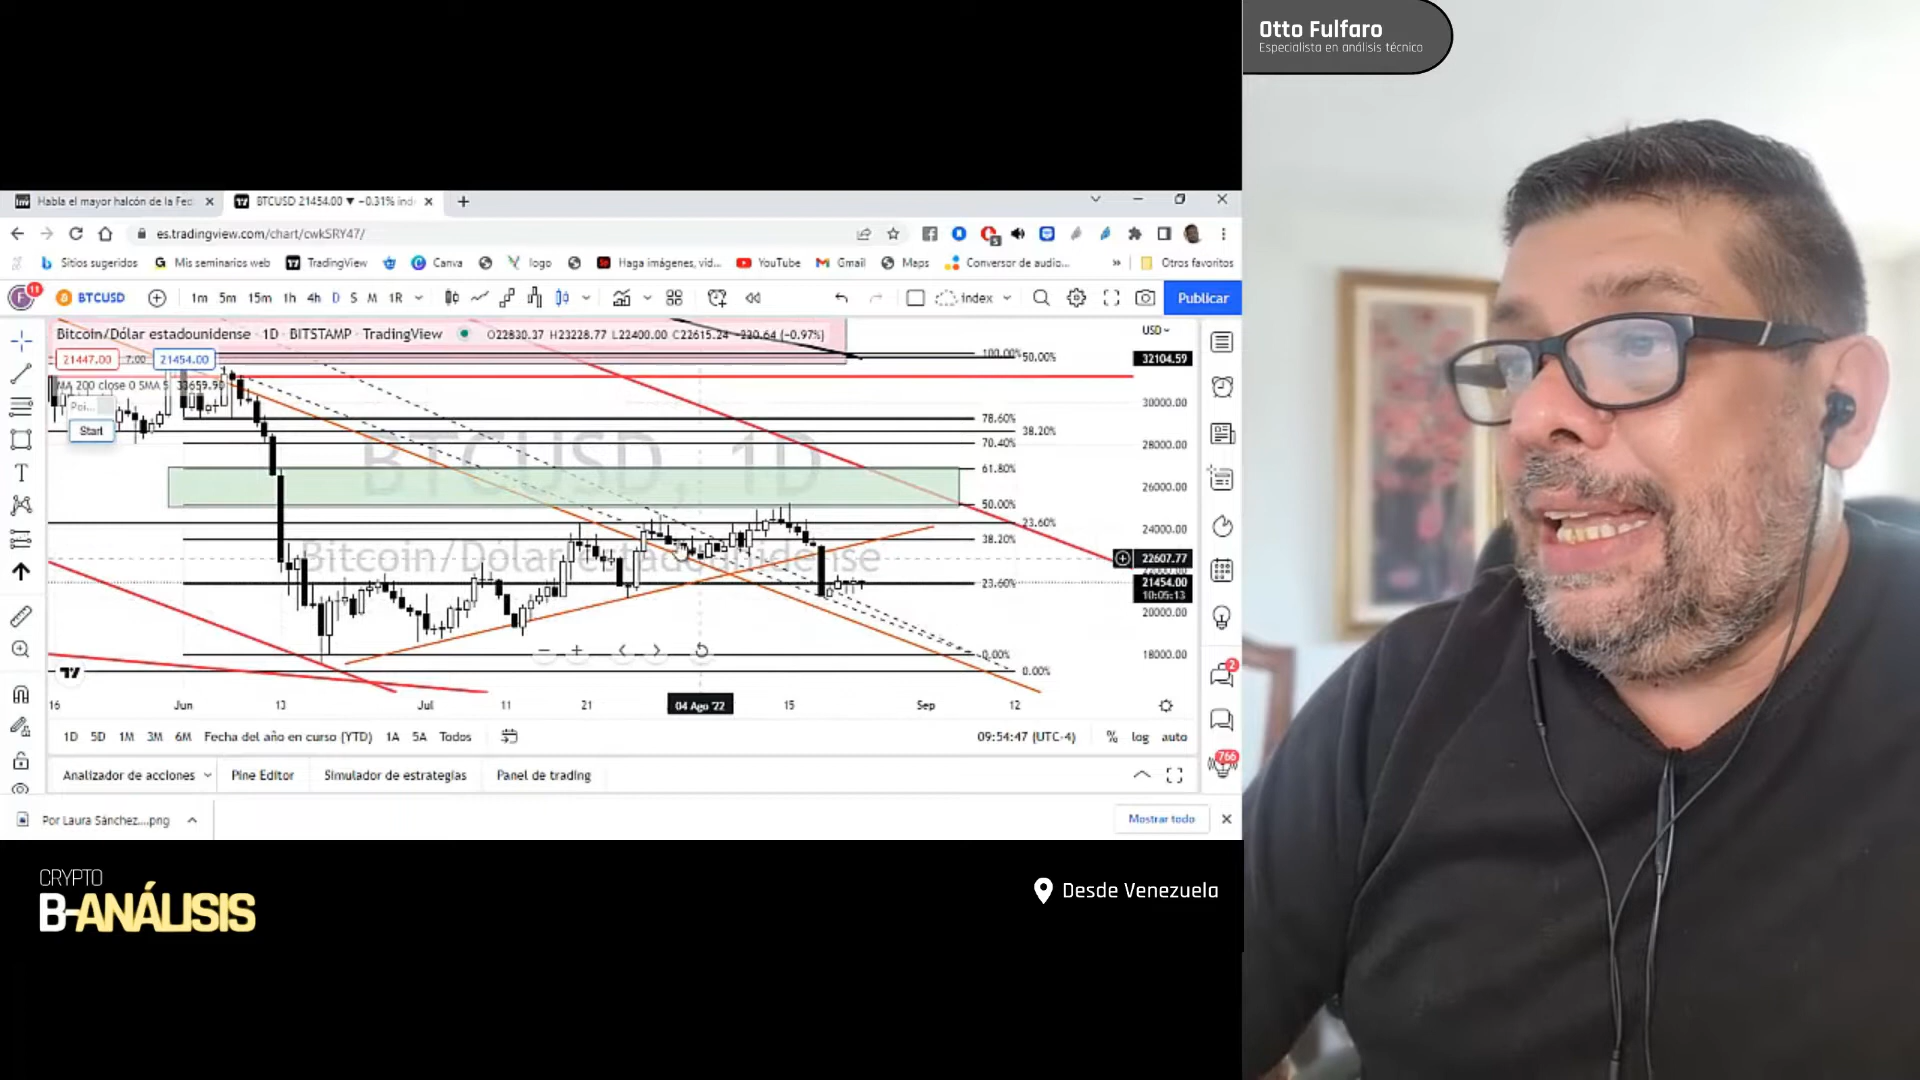 Otto Fulfaro
Especialista en análisis técnico
Habla el mayor halcón de la Fed
BTCUSD 21454.00 ▼ −0.31% ind
es.tradingview.com/chart/cwkSRY47/
Sitios sugeridos
Mis seminarios web
TradingView
Canva
logo
Haga imágenes, vid...
YouTube
Gmail
Maps
Conversor de audio...
»
Otros favoritos
11
BTCUSD
1m 5m 15m 1h 4h D S M 1R
index
Publicar
Bitcoin/Dólar estadounidense · 1D · BITSTAMP · TradingView
O22830.37 H23228.77 L22400.00 C22615.24 −220.64 (−0.97%)
USD
21447.00 7.00 21454.00
100.00% 50.00%
32104.59
MA 200 close 0 SMA 5 33659.90
Poi...
Start
30000.00
78.60%
38.20%
70.40%
28000.00
BTCUSD, 1D
61.80%
26000.00
50.00%
23.60%
24000.00
38.20%
Bitcoin/Dólar estadounidense
22607.77
22000.00
23.60%
21454.00
10:05:13
20000.00
0.00%
18000.00
0.00%
16 Jun 13 Jul 11 21 04 Ago '22 15 Sep 12
1D 5D 1M 3M 6M Fecha del año en curso (YTD) 1A 5A Todos
09:54:47 (UTC-4)
% log auto
2
766
Analizador de acciones
Pine Editor
Simulador de estrategias
Panel de trading
Por Laura Sánchez....png
Mostrar todo
CRYPTO
B-ANÁLISIS
Desde Venezuela